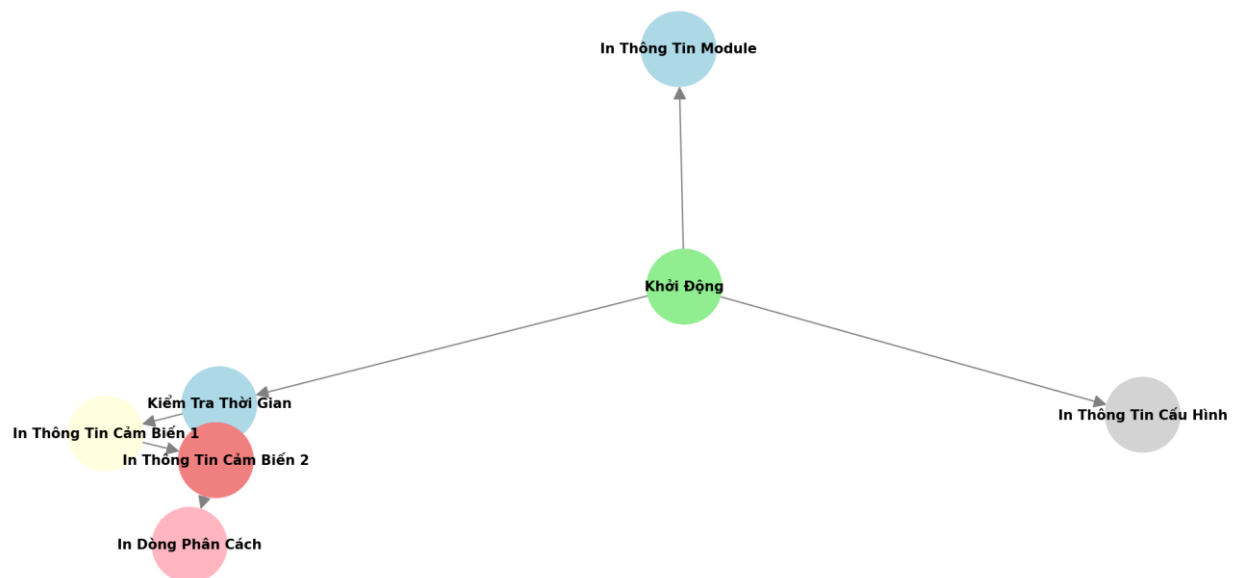 In Thông Tin Module
Khởi Động
Kiểm Tra Thời Gian
In Thông Tin Cấu Hình
In Thông Tin Cảm Biến 1
In Thông Tin Cảm Biến 2
In Dòng Phân Cách